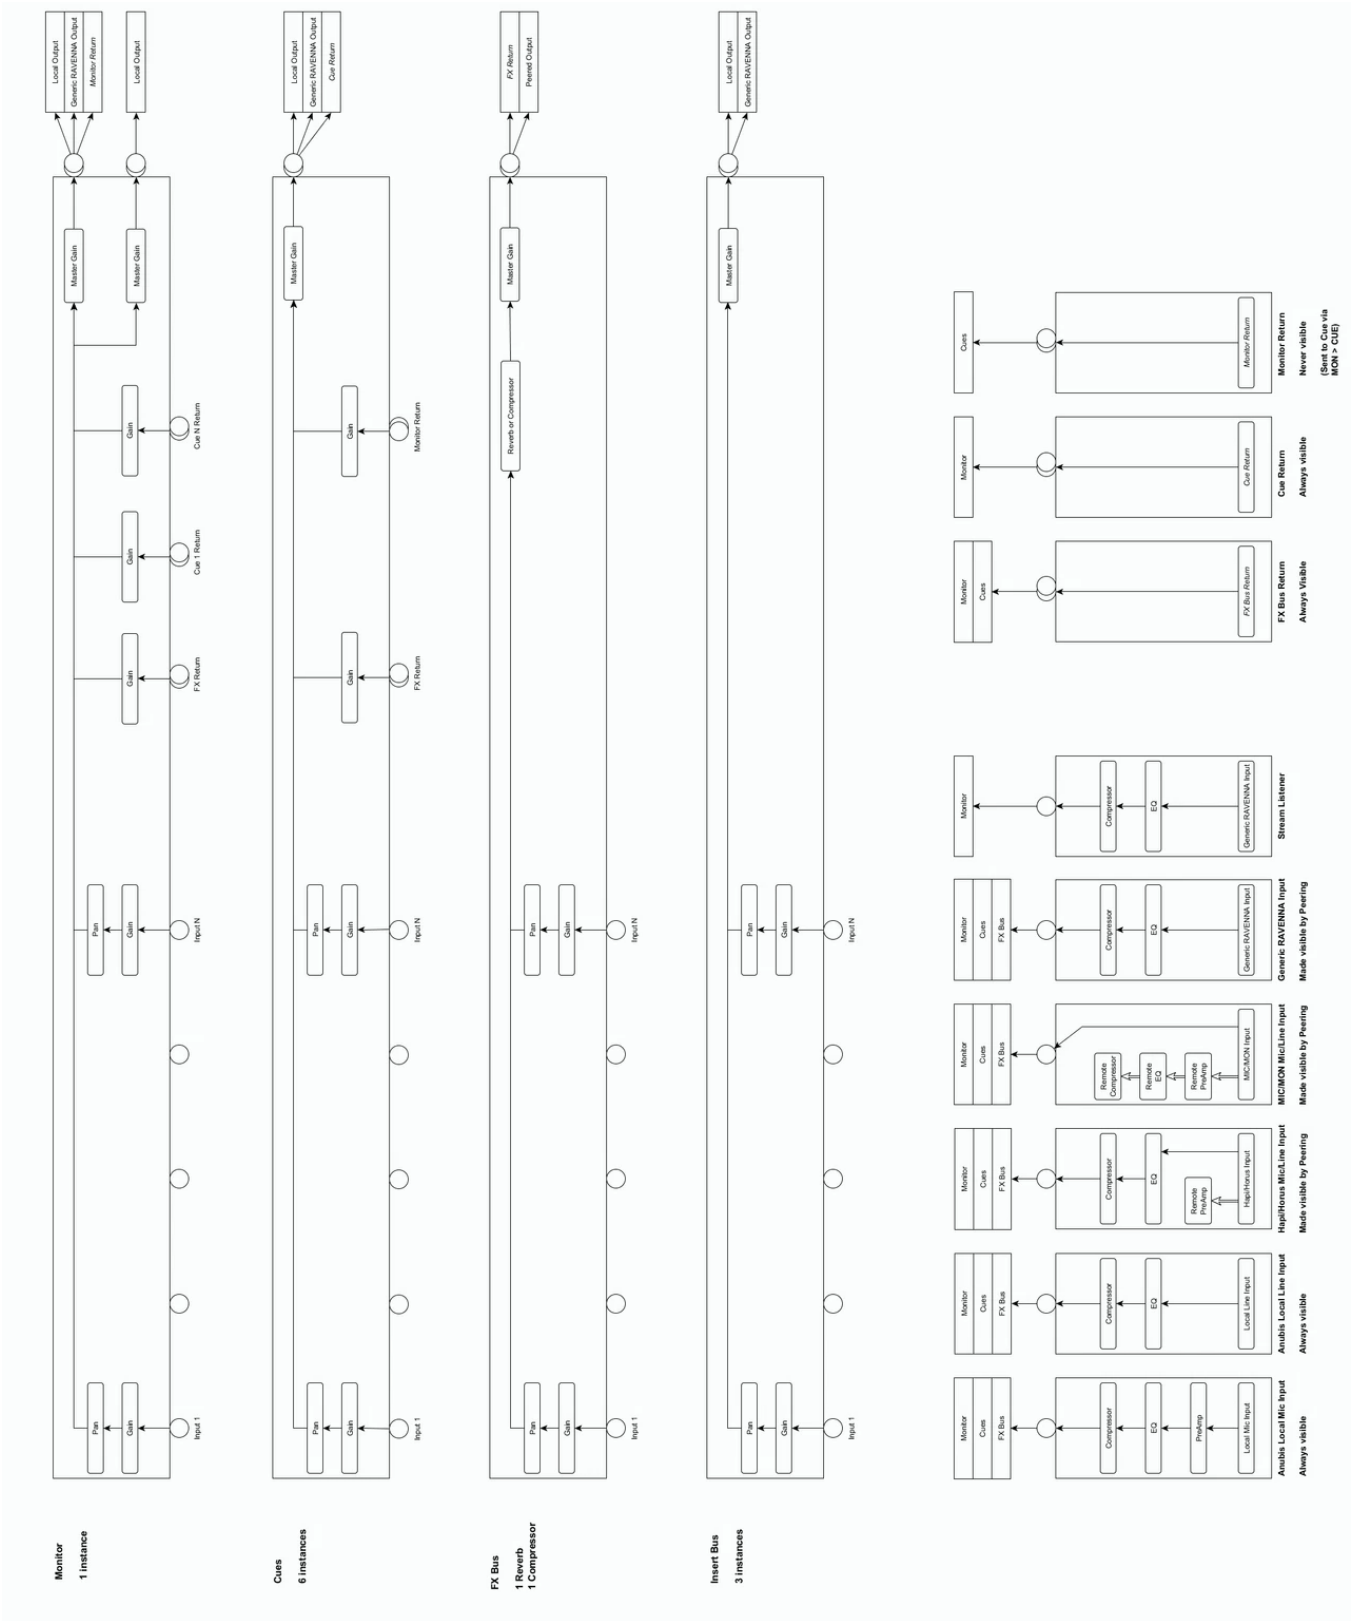 Monitor
1 instance
Pan
Gain
Input 1
Pan
Gain
Input N
Gain
FX Return
Gain
Cue 1 Return
Gain
Cue N Return
Master Gain
Master Gain
Local Output
Generic RAVENNA Output
Monitor Return
Local Output
Cues
6 instances
Pan
Gain
Input 1
Pan
Gain
Input N
Gain
FX Return
Gain
Monitor Return
Master Gain
Local Output
Generic RAVENNA Output
Cue Return
FX Bus
1 Reverb
1 Compressor
Pan
Gain
Input 1
Pan
Gain
Input N
Reverb or Compressor
Master Gain
FX Return
Peered Output
Insert Bus
3 instances
Pan
Gain
Input 1
Pan
Gain
Input N
Master Gain
Local Output
Generic RAVENNA Output
Monitor
Cues
FX Bus
Compressor
EQ
PreAmp
Local Mic Input
Anubis Local Mic Input
Always visible
Monitor
Cues
FX Bus
Compressor
EQ
Local Line Input
Anubis Local Line Input
Always visible
Monitor
Cues
FX Bus
Compressor
EQ
Remote
PreAmp
Hapi/Horus Input
Hapi/Horus Mic/Line Input
Made visible by Peering
Monitor
Cues
FX Bus
Remote
Compressor
Remote
EQ
Remote
PreAmp
MIC/MON Input
MIC/MON Mic/Line Input
Made visible by Peering
Monitor
Cues
FX Bus
Compressor
EQ
Generic RAVENNA Input
Generic RAVENNA Input
Made visible by Peering
Monitor
Compressor
EQ
Generic RAVENNA Input
Stream Listener
Monitor
Cues
FX Bus Return
FX Bus Return
Always Visible
Monitor
Cue Return
Cue Return
Always visible
Cues
Monitor Return
Monitor Return
Never visible
(Sent to Cue via
MON > CUE)